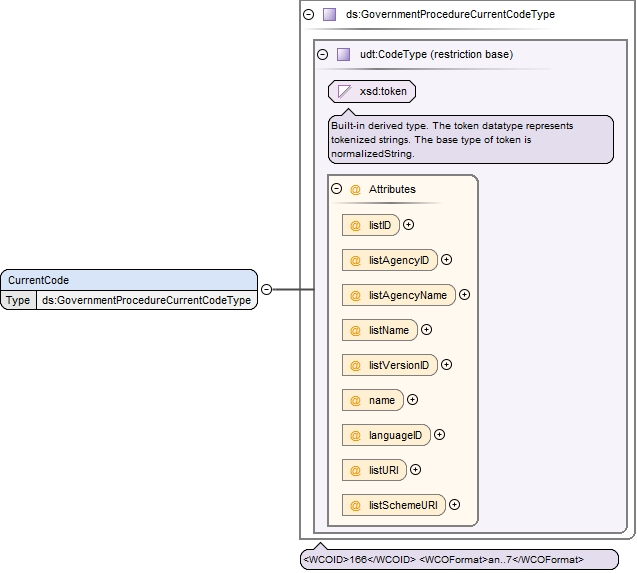 ds:GovernmentProcedureCurrentCodeType
udt:CodeType (restriction base)
xsd:token
Built-in derived type. The token datatype represents
tokenized strings. The base type of token is
normalizedString.
@ Attributes
@ listID
@ listAgencyID
@ listAgencyName
@ listName
@ listVersionID
@ name
@ languageID
@ listURI
@ listSchemeURI
CurrentCode
Type ds:GovernmentProcedureCurrentCodeType
<WCOID>166</WCOID> <WCOFormat>an..7</WCOFormat>